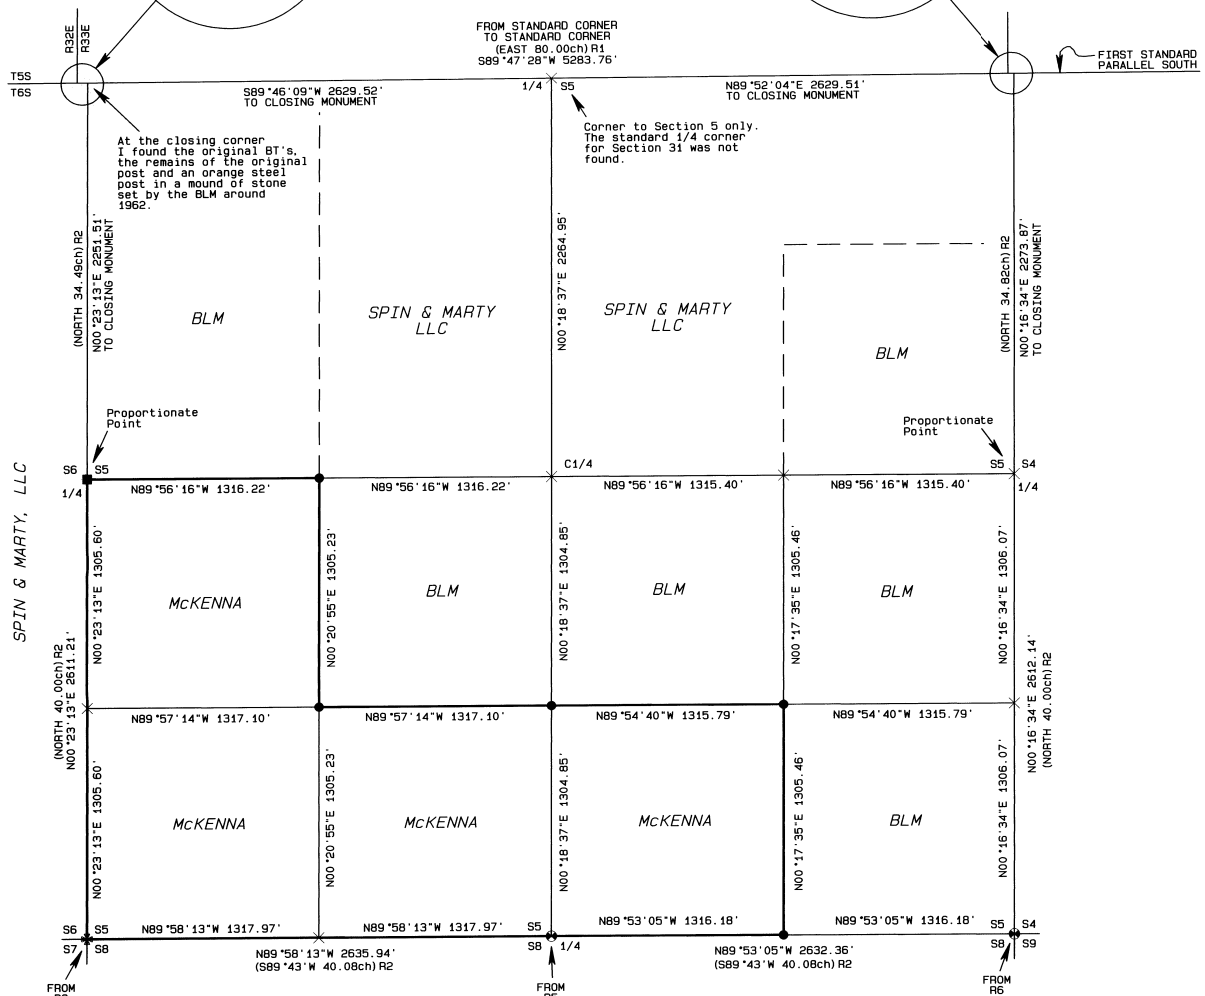 FROM STANDARD CORNER
TO STANDARD CORNER
(EAST 80.00ch) R1
S89°47'28"W 5283.76'
R32E
R33E
FIRST STANDARD
PARALLEL SOUTH
T5S
T6S
S89°46'09"W 2629.52'
TO CLOSING MONUMENT
1/4
S5
N89°52'04"E 2629.51'
TO CLOSING MONUMENT
At the closing corner
I found the original BT's,
the remains of the original
post and an orange steel
post in a mound of stone
set by the BLM around
1962.
Corner to Section 5 only.
The standard 1/4 corner
for Section 31 was not
found.
(NORTH 34.49ch) R2
N00°23'13"E 2251.51'
TO CLOSING MONUMENT
N00°18'37"E 2264.95'
(NORTH 34.82ch) R2
N00°16'34"E 2273.87'
TO CLOSING MONUMENT
BLM
SPIN & MARTY
LLC
SPIN & MARTY
LLC
BLM
Proportionate
Point
Proportionate
Point
S6
S5
1/4
C1/4
S5
S4
1/4
N89°56'16"W 1316.22'
N89°56'16"W 1316.22'
N89°56'16"W 1315.40'
N89°56'16"W 1315.40'
SPIN & MARTY, LLC
N00°23'13"E 1305.60'
N00°20'55"E 1305.23'
N00°18'37"E 1304.85'
N00°17'35"E 1305.46'
N00°16'34"E 1306.07'
McKENNA
BLM
BLM
BLM
(NORTH 40.00ch) R2
N00°23'13"E 2611.21'
N00°16'34"E 2612.14'
(NORTH 40.00ch) R2
N89°57'14"W 1317.10'
N89°57'14"W 1317.10'
N89°54'40"W 1315.79'
N89°54'40"W 1315.79'
N00°23'13"E 1305.60'
N00°20'55"E 1305.23'
N00°18'37"E 1304.85'
N00°17'35"E 1305.46'
N00°16'34"E 1306.07'
McKENNA
McKENNA
McKENNA
BLM
S6
S5
S7
S8
N89°58'13"W 1317.97'
N89°58'13"W 1317.97'
S5
S8
1/4
N89°53'05"W 1316.18'
N89°53'05"W 1316.18'
S5
S4
S8
S9
N89°58'13"W 2635.94'
(S89°43'W 40.08ch) R2
N89°53'05"W 2632.36'
(S89°43'W 40.08ch) R2
FROM
FROM
FROM
R6